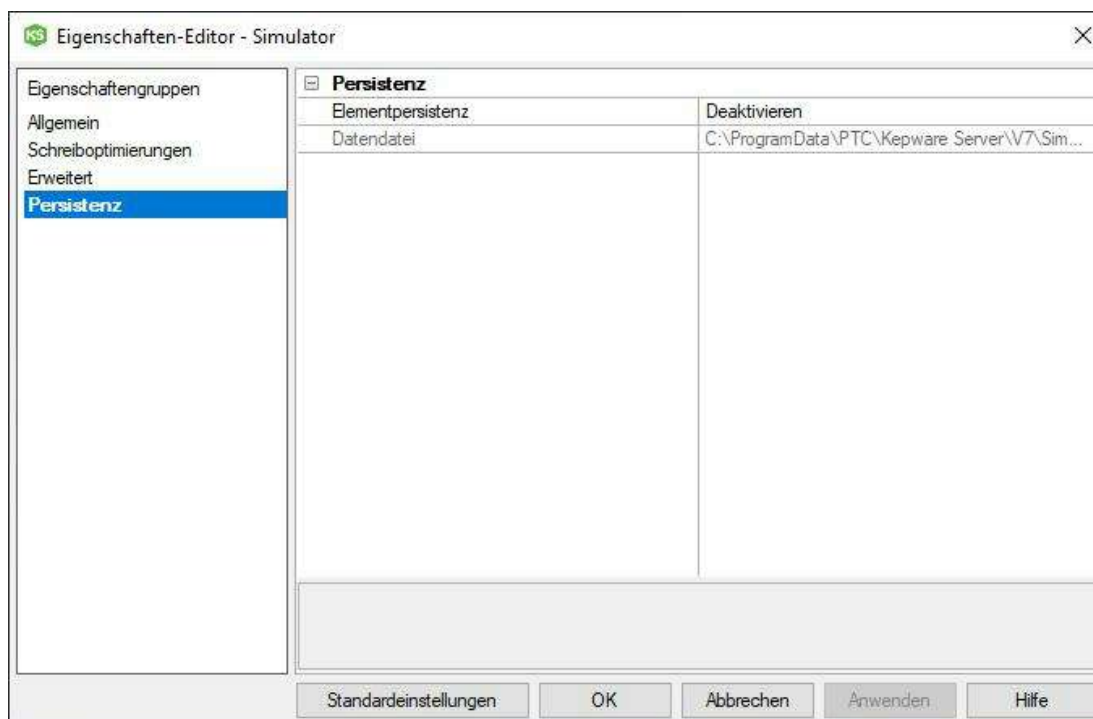 KS Eigenschaften-Editor - Simulator
Eigenschaftengruppen
Allgemein
Schreiboptimierungen
Erweitert
Persistenz
Persistenz
Elementpersistenz Deaktivieren
Datendatei C:\ProgramData\PTC\Kepware Server\V7\Sim...
Standardeinstellungen OK Abbrechen Anwenden Hilfe